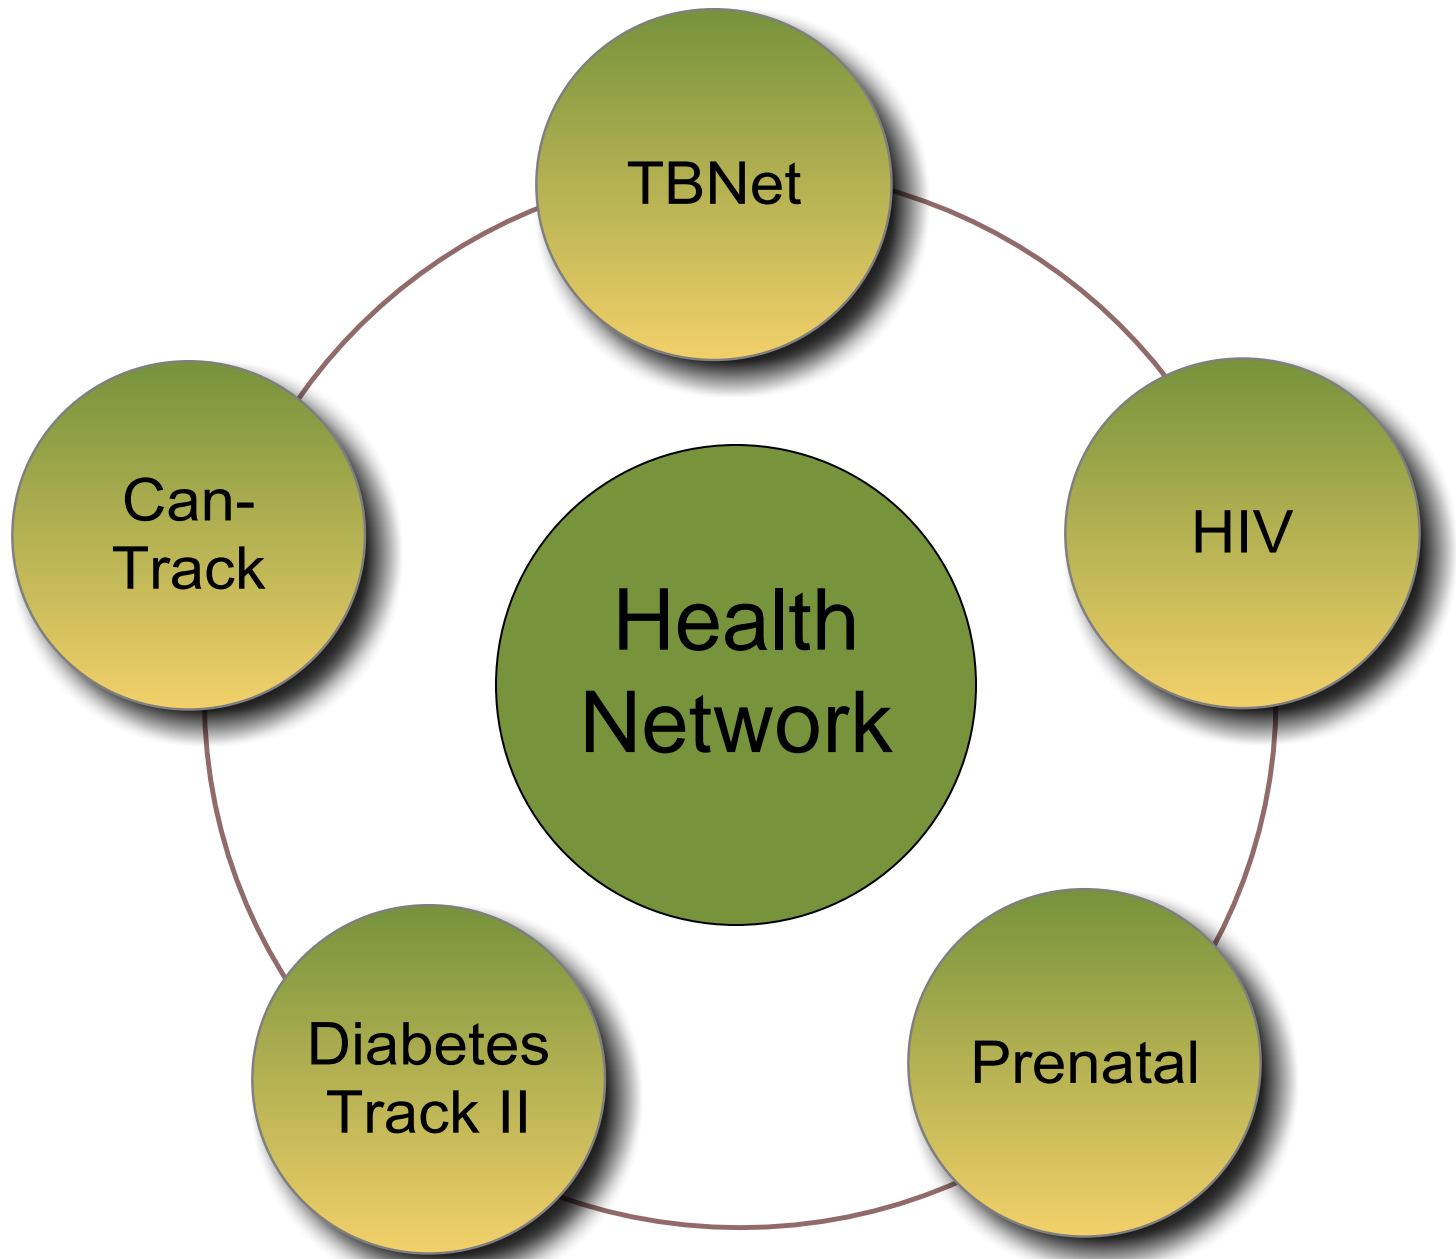 TBNet
Can-
Track
HIV
Health
Network
Diabetes
Track II
Prenatal